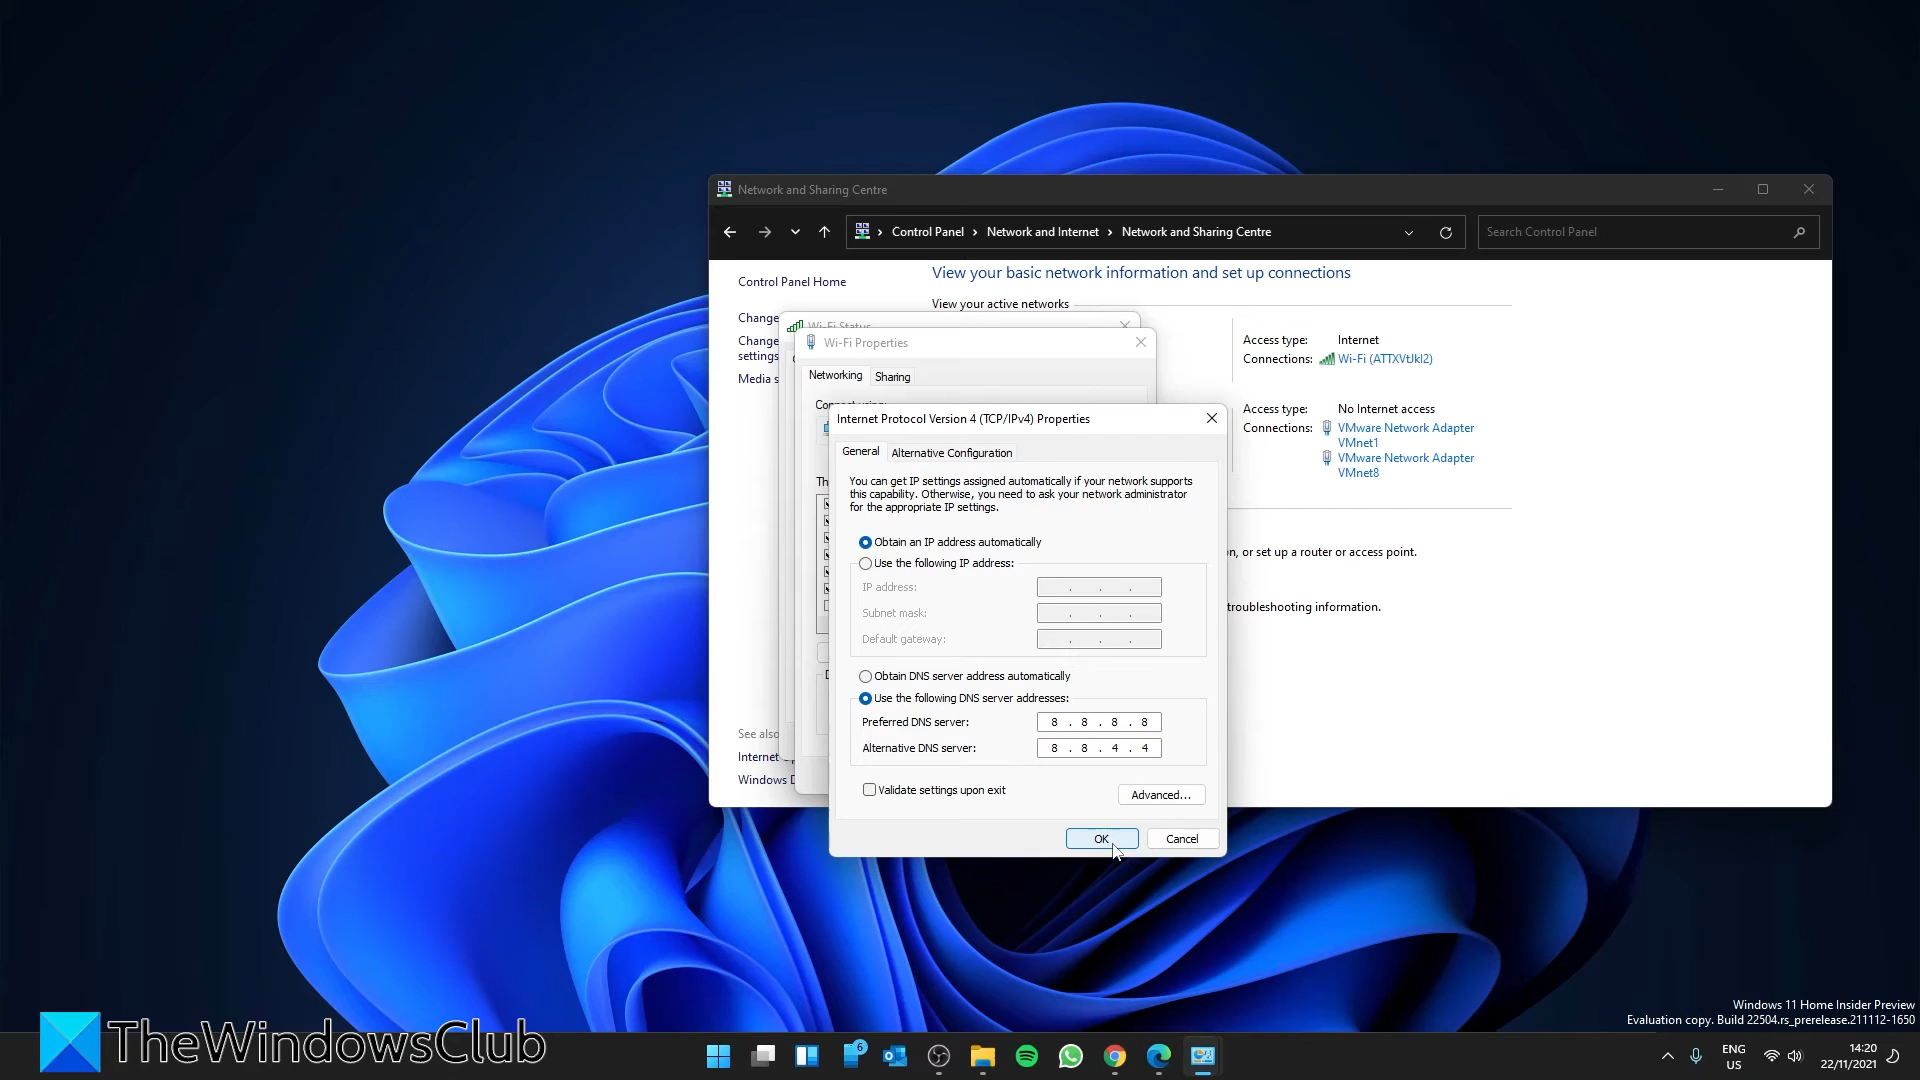 Network and Sharing Centre
Control Panel > Network and Internet > Network and Sharing Centre
Search Control Panel
Control Panel Home
View your basic network information and set up connections
View your active networks
Change
Change
settings
Media s
Wi-Fi Status
Wi-Fi Properties
Networking
Sharing
Connect using:
Th
Access type: Internet
Connections: Wi-Fi (ATTXVtJkI2)
Access type: No Internet access
Connections: VMware Network Adapter
VMnet1
VMware Network Adapter
VMnet8
n, or set up a router or access point.
troubleshooting information.
Internet Protocol Version 4 (TCP/IPv4) Properties
General
Alternative Configuration
You can get IP settings assigned automatically if your network supports
this capability. Otherwise, you need to ask your network administrator
for the appropriate IP settings.
Obtain an IP address automatically
Use the following IP address:
IP address: . . .
Subnet mask: . . .
Default gateway: . . .
Obtain DNS server address automatically
Use the following DNS server addresses:
Preferred DNS server: 8 . 8 . 8 . 8
Alternative DNS server: 8 . 8 . 4 . 4
Validate settings upon exit
Advanced...
OK
Cancel
See also
Internet
Windows D
Windows 11 Home Insider Preview
Evaluation copy. Build 22504.rs_prerelease.211112-1650
TheWindowsClub
6
ENG
US
14:20
22/11/2021